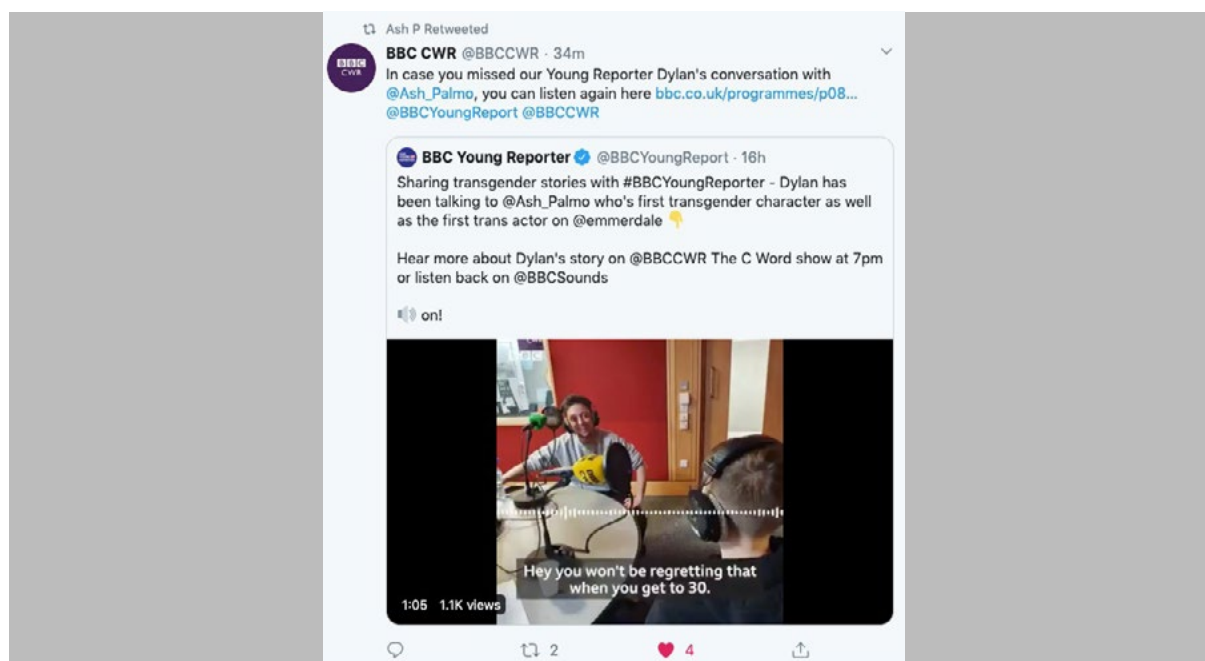 Ash P Retweeted
BBC CWR @BBCCWR · 34m
In case you missed our Young Reporter Dylan's conversation with
@Ash_Palmo, you can listen again here bbc.co.uk/programmes/p08...
@BBCYoungReport @BBCCWR
BBC
CWR
BBC Young Reporter @BBCYoungReport · 16h
Sharing transgender stories with #BBCYoungReporter - Dylan has
been talking to @Ash_Palmo who's first transgender character as well
as the first trans actor on @emmerdale 👇
Hear more about Dylan's story on @BBCCWR The C Word show at 7pm
or listen back on @BBCSounds
🔊 on!
BBC
Hey you won't be regretting that
when you get to 30.
1:05 1.1K views
2 4